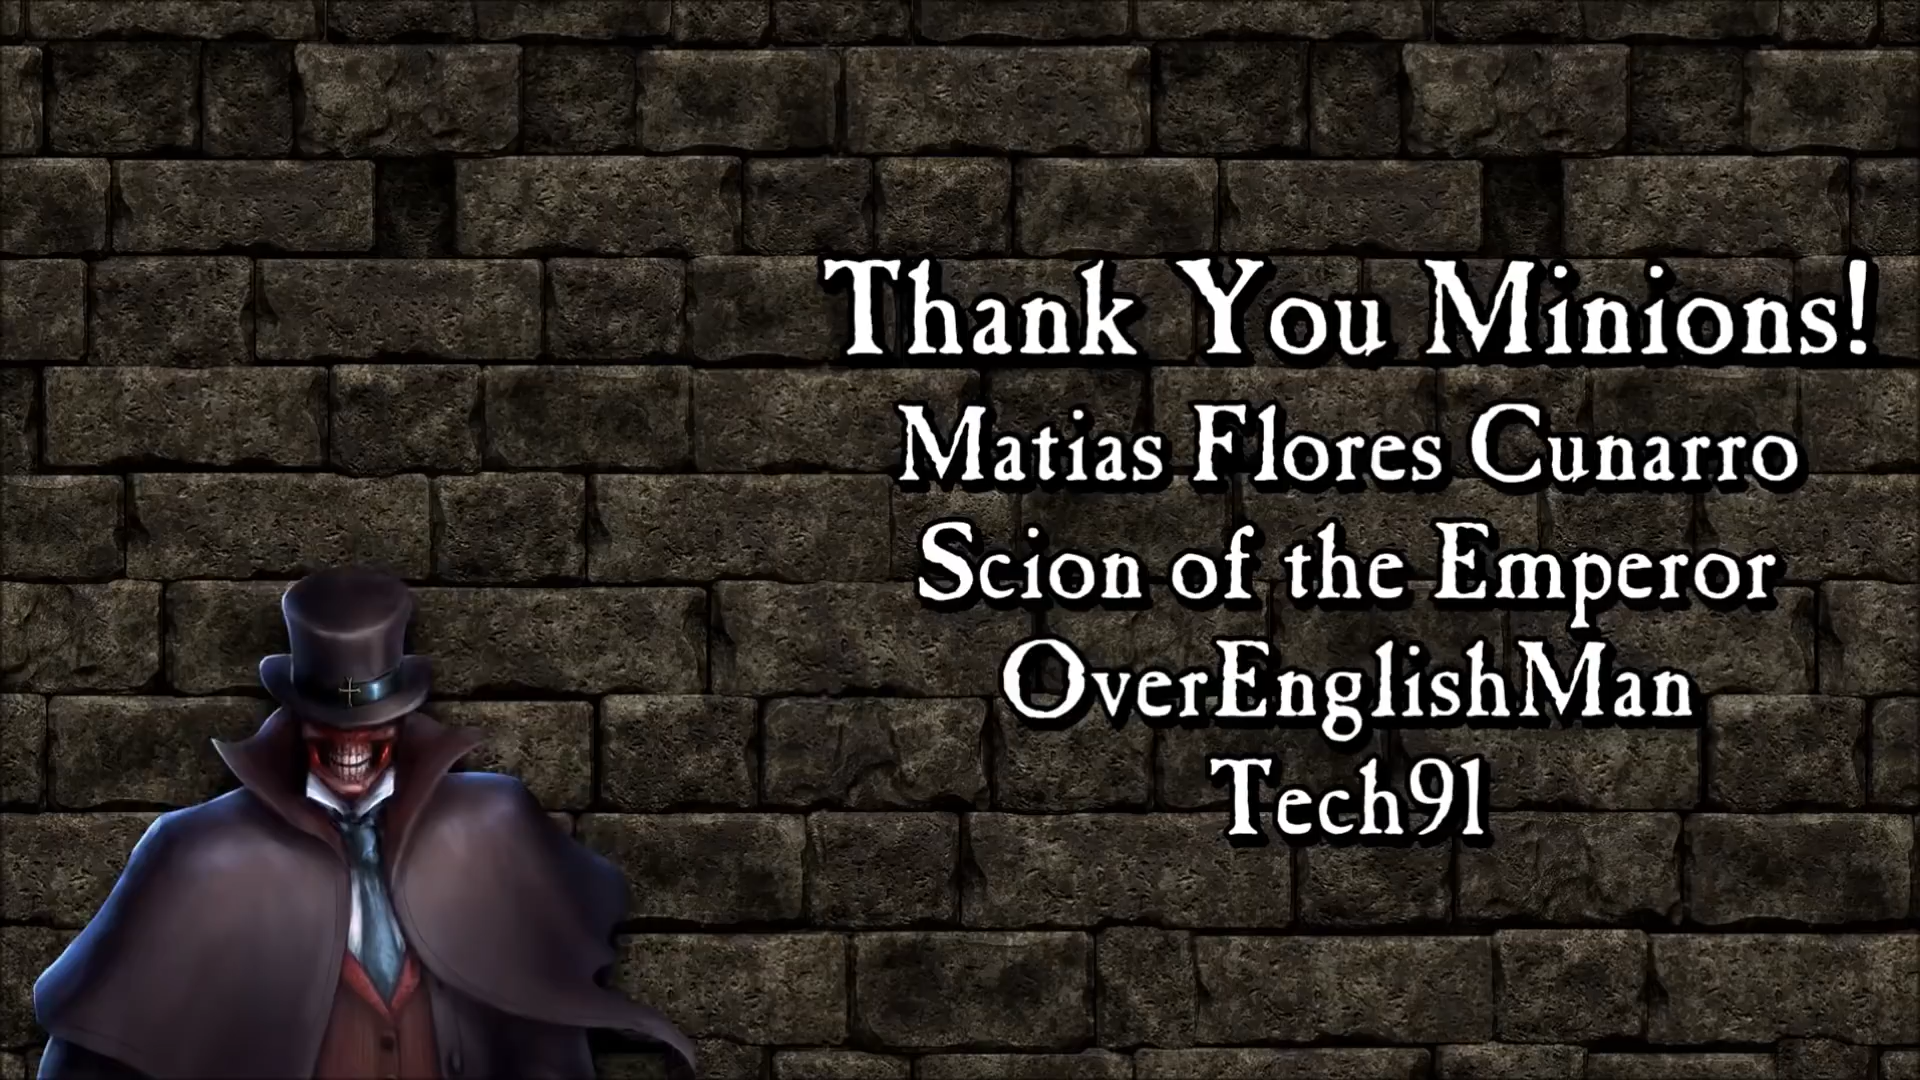 Thank You Minions!
Matias Flores Cunarro
Scion of the Emperor
OverEnglishMan
Tech91